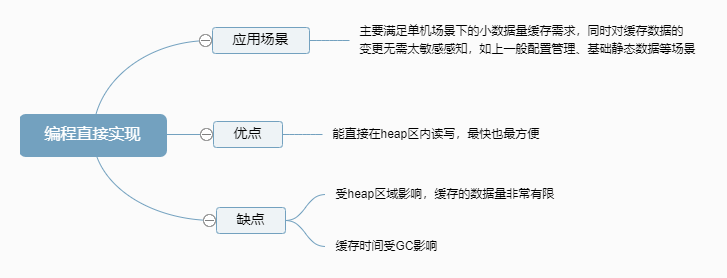 编程直接实现
应用场景
主要满足单机场景下的小数据量缓存需求，同时对缓存数据的
变更无需太敏感感知，如上一般配置管理、基础静态数据等场景
优点
能直接在heap区内读写，最快也最方便
缺点
受heap区域影响，缓存的数据量非常有限
缓存时间受GC影响